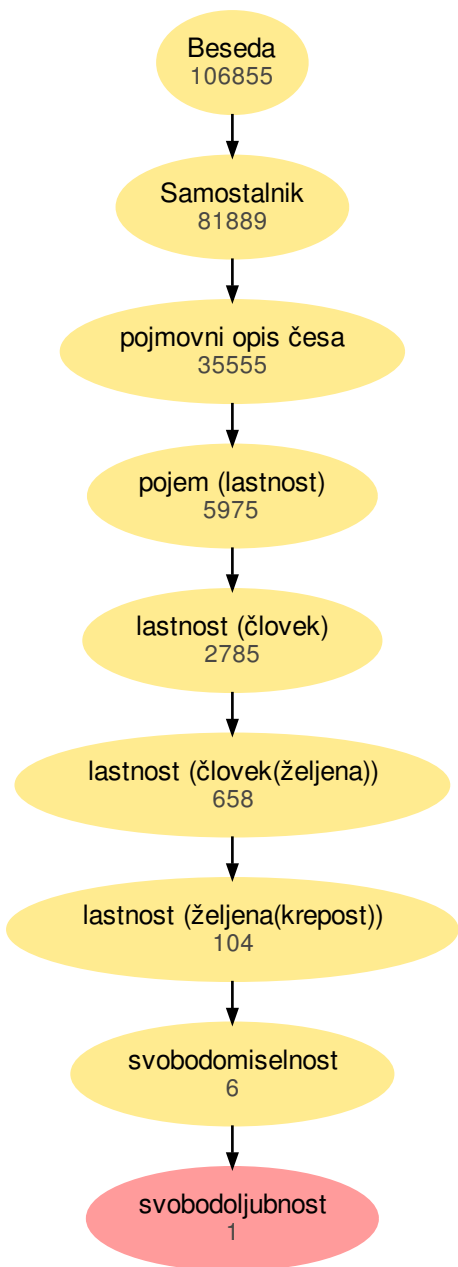 Beseda
106855
Samostalnik
81889
pojmovni opis česa
35555
pojem (lastnost)
5975
lastnost (človek)
2785
lastnost (človek(željena))
658
lastnost (željena(krepost))
104
svobodomiselnost
6
svobodoljubnost
1